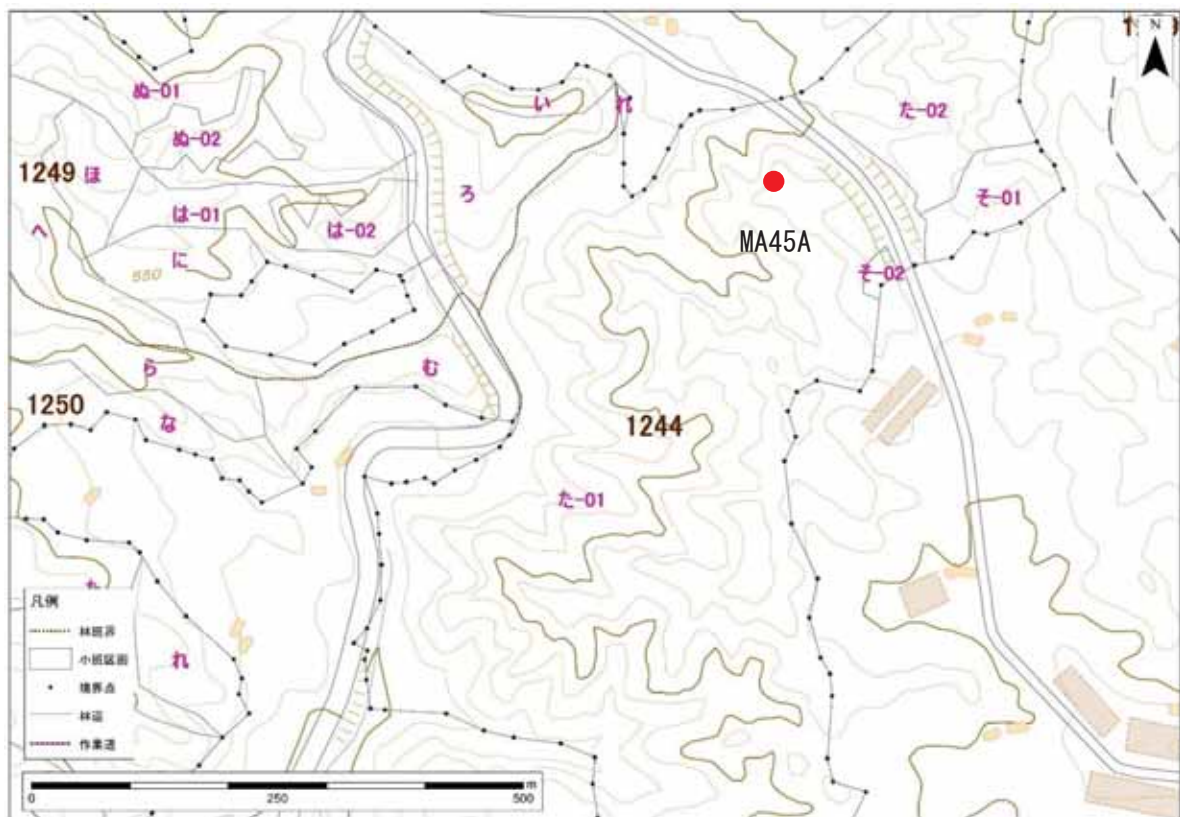 N
ぬ-01
い
れ
た-02
ぬ-02
1249
ほ
ろ
そ-01
は-01
は-02
へ
に
MA45A
そ-02
550
ら
む
1250
な
1244
た-01
凡例
林班界
小班区画
境界点
林道
作業道
れ
m
0
250
500